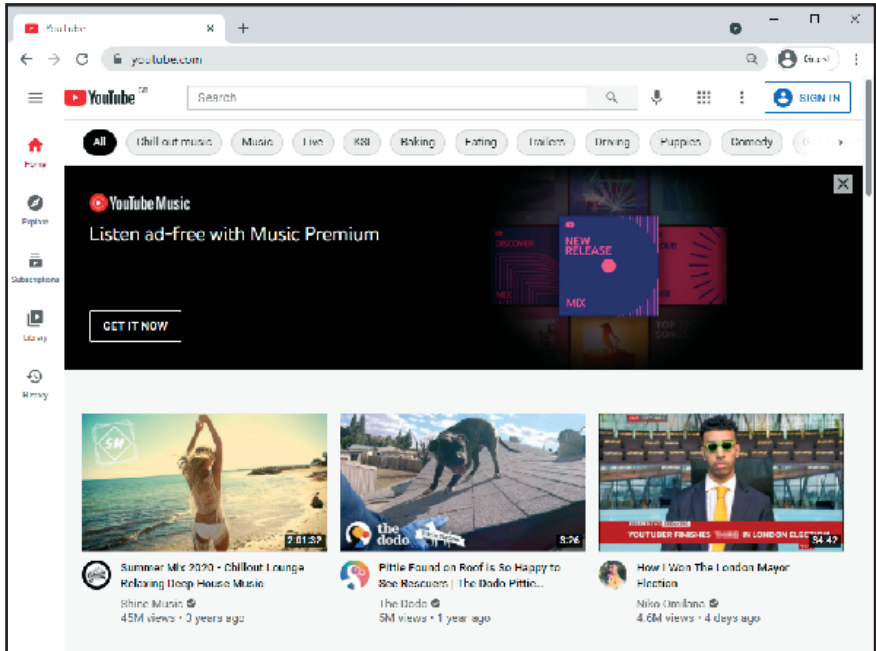 YouTube
youtube.com
Guest
YouTube GB
Search
SIGN IN
All
Chill out music
Music
Live
KSI
Baking
Eating
Trailers
Driving
Puppies
Comedy
Home
Explore
Subscriptions
Library
History
YouTube Music
Listen ad-free with Music Premium
GET IT NOW
DISCOVER
MIX
NEW
RELEASE
MIX
MIX
TOP
SONGS
SM
2:01:32
the
dodo
3:26
YOUTUBER FINISHES IN LONDON ELECTION
34:42
Summer Mix 2020 - Chillout Lounge
Relaxing Deep House Music
Shine Music
45M views • 3 years ago
Pittie Found on Roof Is So Happy to
See Rescuers | The Dodo Pittie...
The Dodo
5M views • 1 year ago
How I Won The London Mayor
Election
Niko Omilana
4.6M views • 4 days ago